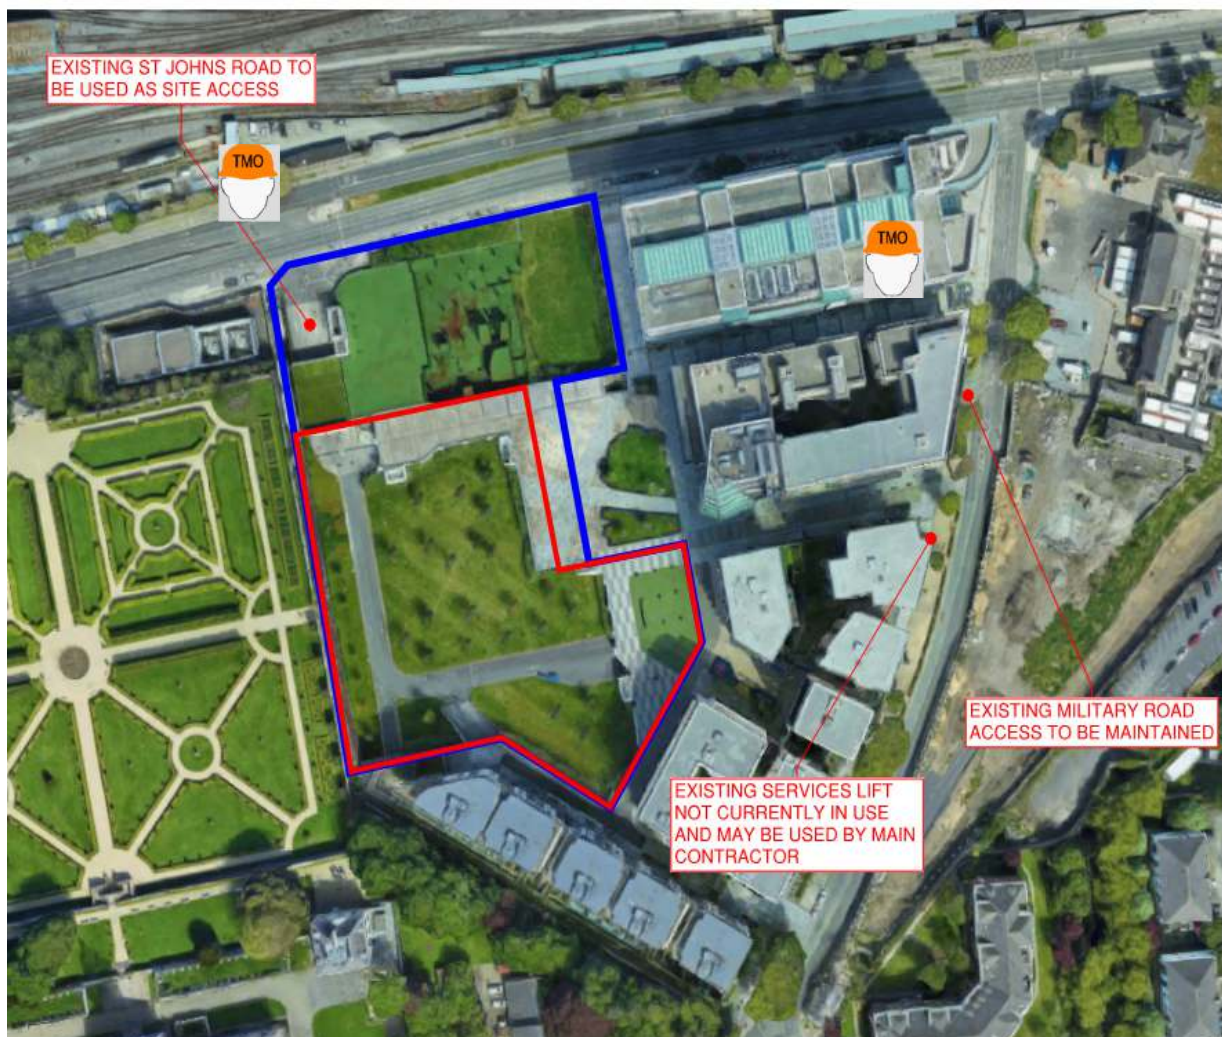 EXISTING ST JOHNS ROAD TO
BE USED AS SITE ACCESS
TMO
TMO
EXISTING MILITARY ROAD
ACCESS TO BE MAINTAINED
EXISTING SERVICES LIFT
NOT CURRENTLY IN USE
AND MAY BE USED BY MAIN
CONTRACTOR